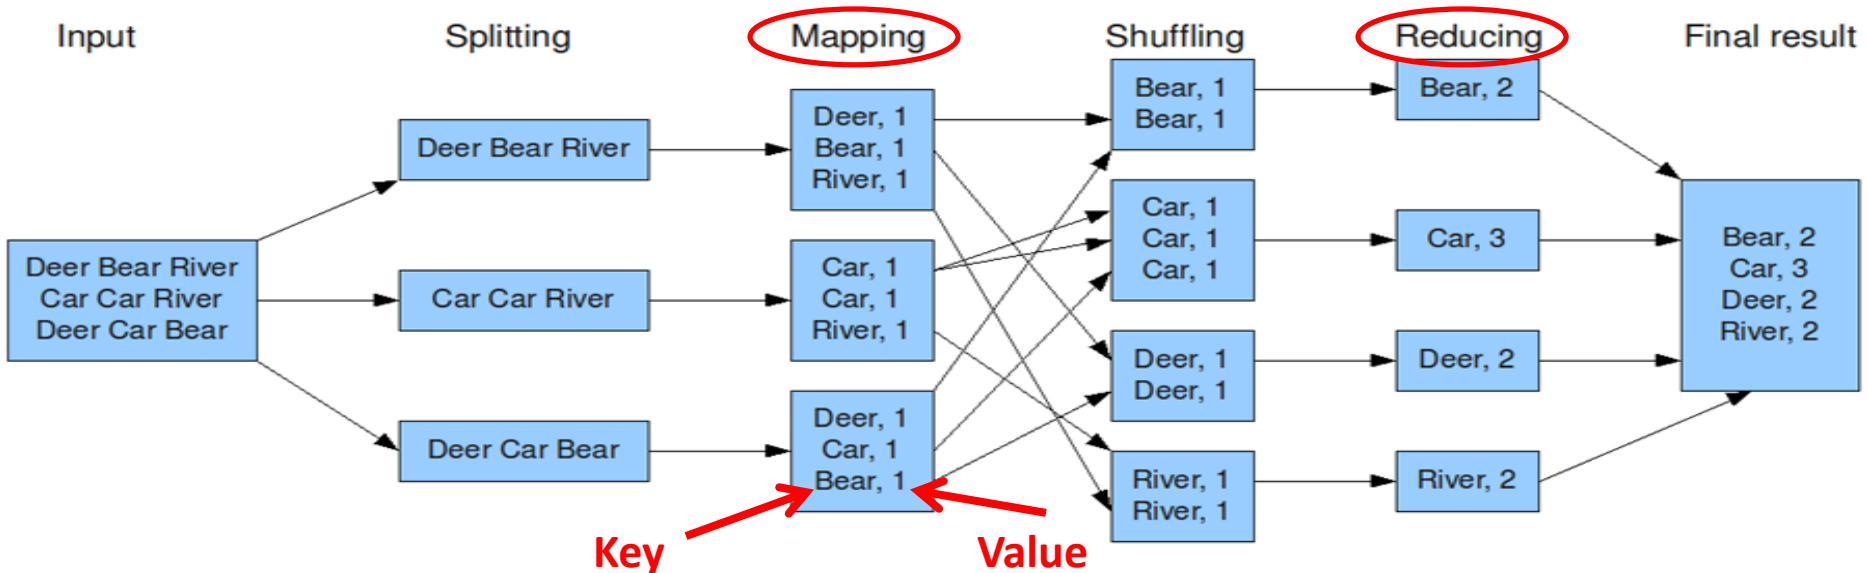 Input
Splitting
Mapping
Shuffling
Reducing
Final result
Deer Bear River
Car Car River
Deer Car Bear
Deer Bear River
Car Car River
Deer Car Bear
Deer, 1
Bear, 1
River, 1
Car, 1
Car, 1
River, 1
Deer, 1
Car, 1
Bear, 1
Key
Value
Bear, 1
Bear, 1
Car, 1
Car, 1
Car, 1
Deer, 1
Deer, 1
River, 1
River, 1
Bear, 2
Car, 3
Deer, 2
River, 2
Bear, 2
Car, 3
Deer, 2
River, 2